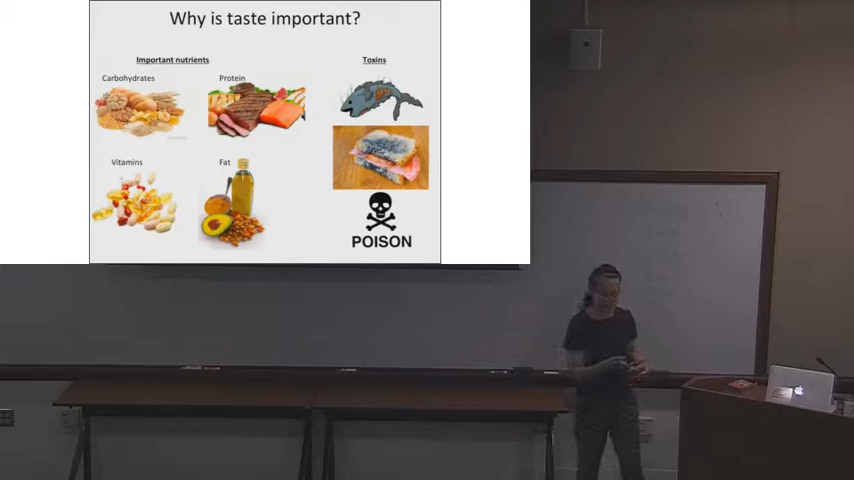 Why is taste important?
Important nutrients
Toxins
Carbohydrates
Protein
Vitamins
Fat
POISON